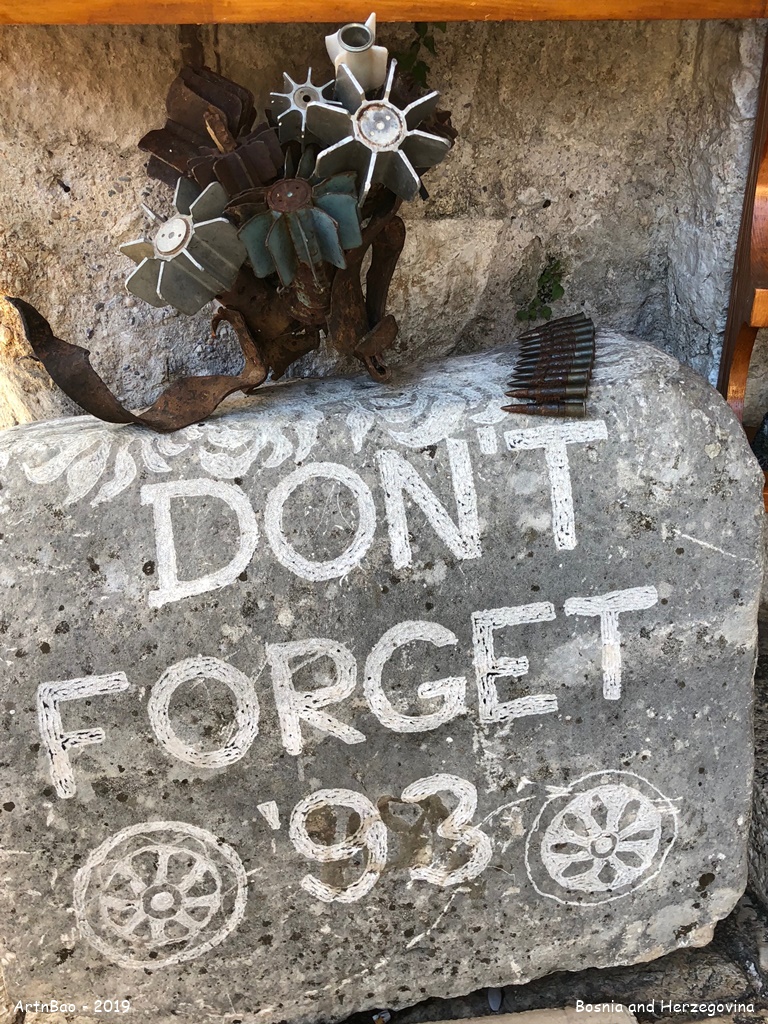 DON'T
FORGET
'93
ArtnBao - 2019
Bosnia and Herzegovina